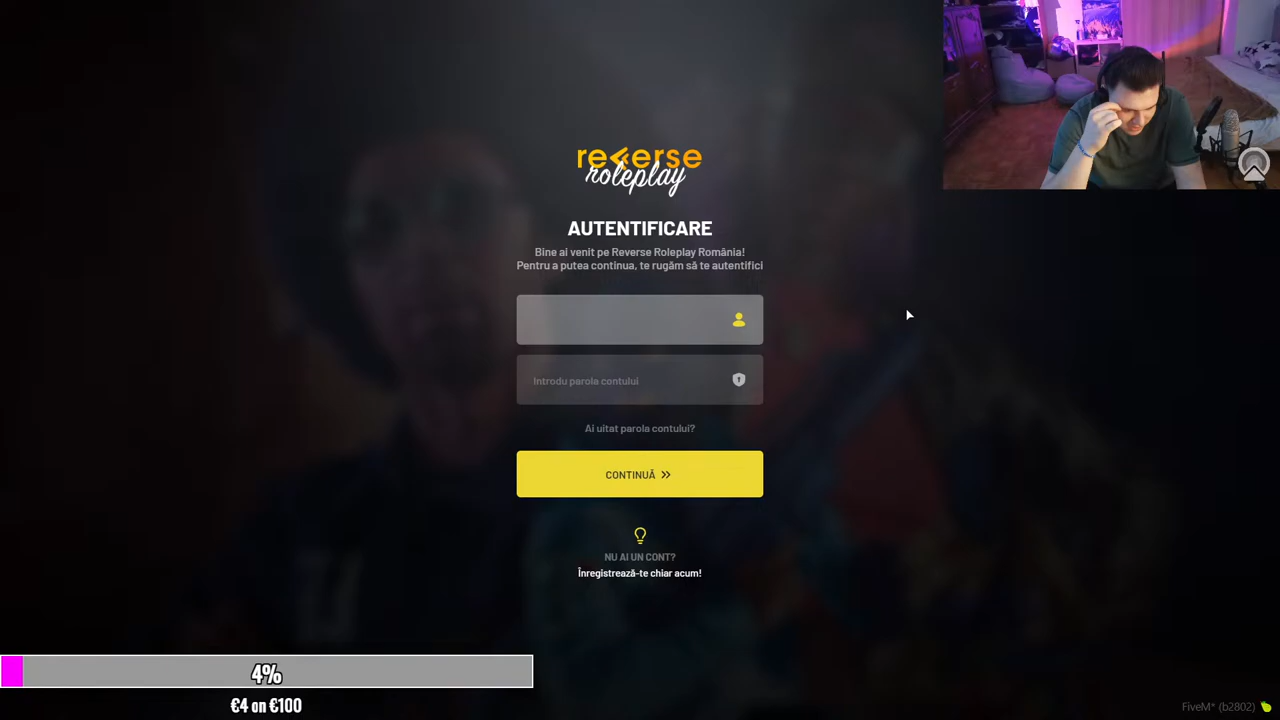 reverse
roleplay
AUTENTIFICARE
Bine ai venit pe Reverse Roleplay România!
Pentru a putea continua, te rugăm să te autentifici
Introdu parola contului
Ai uitat parola contului?
CONTINUĂ
NU AI UN CONT?
Înregistrează-te chiar acum!
4%
€4 on €100
FiveM* (b2802)